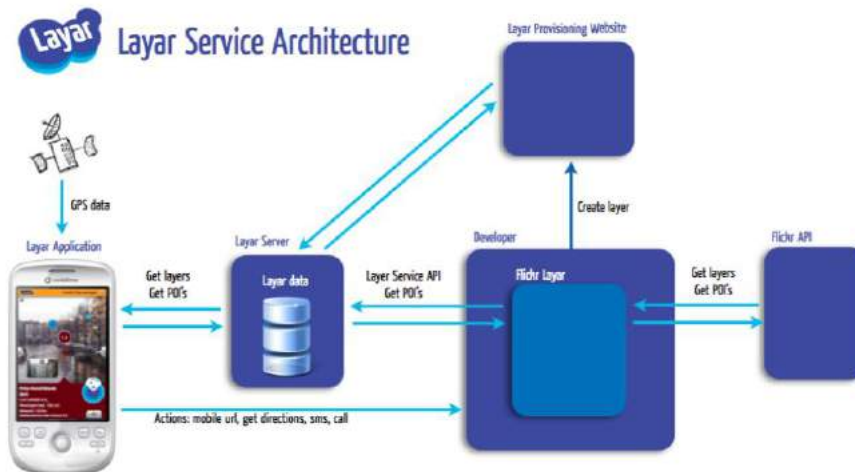 Layar
Layar Service Architecture
Layar Provisioning Website
GPS data
Create layer
Layar Application
Layar Server
Developer
Flickr API
Layar data
Flickr Layar
Get layers
Get POI's
Layer Service API
Get POI's
Get layers
Get POI's
Actions: mobile url, get directions, sms, call